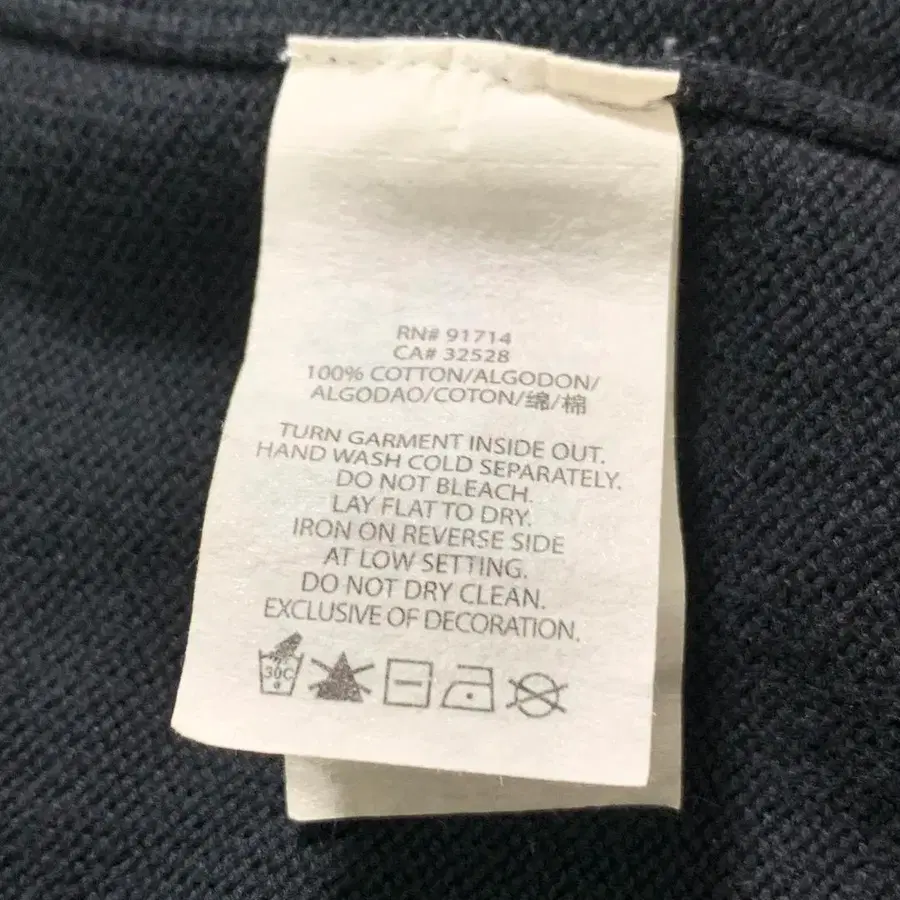 RN# 91714
CA# 32528
100% COTTON/ALGODON/
ALGODAO/COTON/绵/棉
TURN GARMENT INSIDE OUT.
HAND WASH COLD SEPARATELY.
DO NOT BLEACH.
LAY FLAT TO DRY.
IRON ON REVERSE SIDE
AT LOW SETTING.
DO NOT DRY CLEAN.
EXCLUSIVE OF DECORATION.
30C